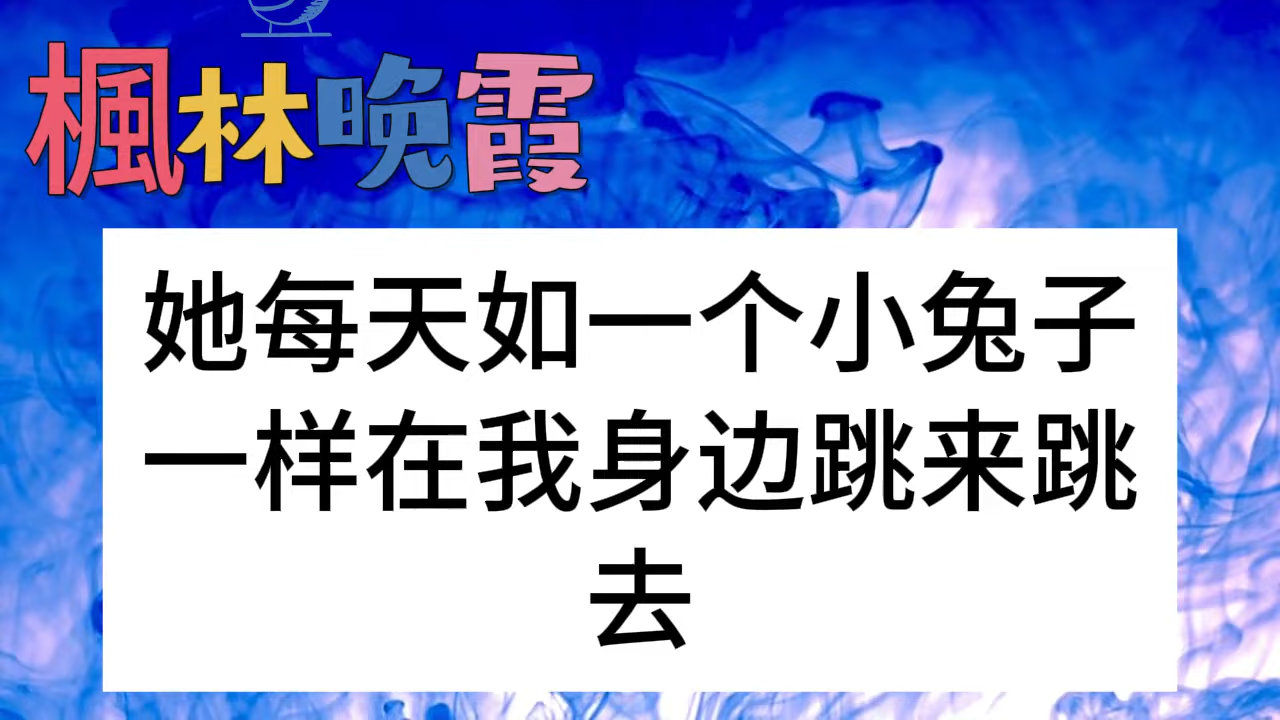 楓林晚霞
她每天如一个小兔子
一样在我身边跳来跳
去